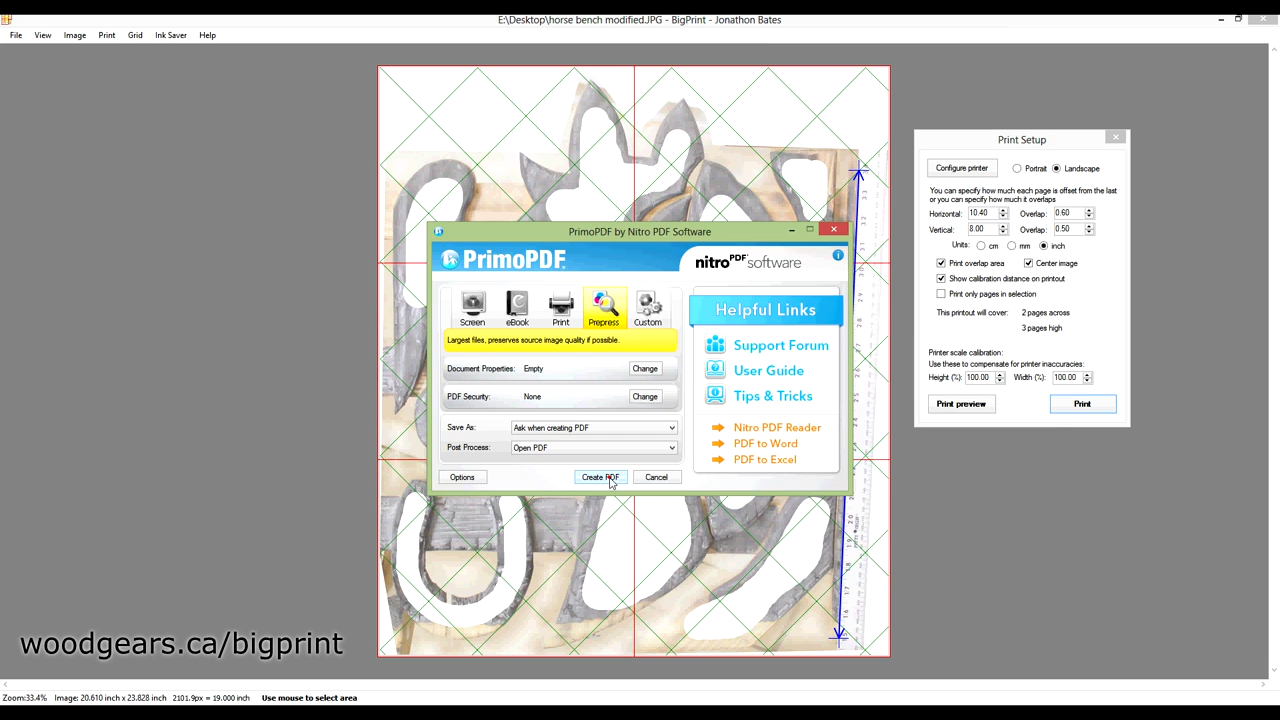 E:\Desktop\horse bench modified.JPG - BigPrint - Jonathon Bates
File View Image Print Grid Ink Saver Help
Print Setup
Configure printer
Portrait
Landscape
You can specify how much each page is offset from the last
or you can specify how much it overlaps
Horizontal: 10.40 Overlap: 0.60
Vertical: 8.00 Overlap: 0.50
Units: cm mm inch
Print overlap area Center image
Show calibration distance on printout
Print only pages in selection
This printout will cover: 2 pages across
3 pages high
Printer scale calibration:
Use these to compensate for printer inaccuracies:
Height (%): 100.00 Width (%): 100.00
Print preview Print
PrimoPDF by Nitro PDF Software
PrimoPDF
nitro PDF software
Screen eBook Print Prepress Custom
Largest files, preserves source image quality if possible.
Document Properties: Empty Change
PDF Security: None Change
Save As: Ask when creating PDF
Post Process: Open PDF
Options Create PDF Cancel
Helpful Links
Support Forum
User Guide
Tips & Tricks
Nitro PDF Reader
PDF to Word
PDF to Excel
woodgears.ca/bigprint
Zoom:33.4% Image: 20.610 inch x 23.828 inch 2101.9px = 19.000 inch Use mouse to select area